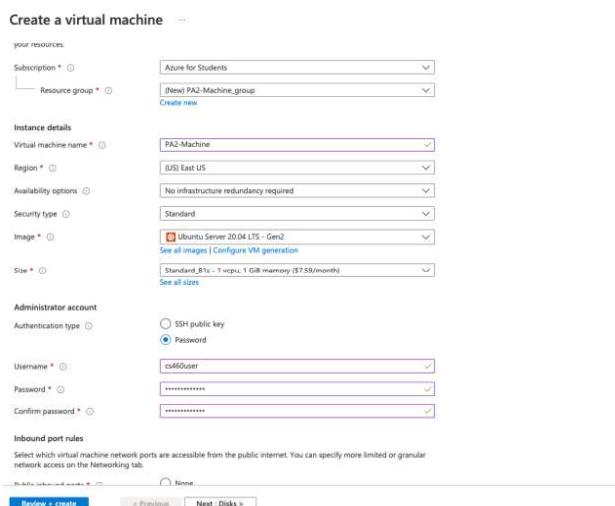 Create a virtual machine ...
your resources.
Subscription * Azure for Students
Resource group * (New) PA2-Machine_group
Create new
Instance details
Virtual machine name * PA2-Machine
Region * (US) East US
Availability options No infrastructure redundancy required
Security type Standard
Image * Ubuntu Server 20.04 LTS - Gen2
See all images | Configure VM generation
Size * Standard_B1s - 1 vcpu, 1 GiB memory ($7.59/month)
See all sizes
Administrator account
Authentication type SSH public key
Password
Username * cs460user
Password * •••••••••••••
Confirm password * •••••••••••••
Inbound port rules
Select which virtual machine network ports are accessible from the public internet. You can specify more limited or granular
network access on the Networking tab.
Public inbound ports * None
Review + create < Previous Next : Disks >